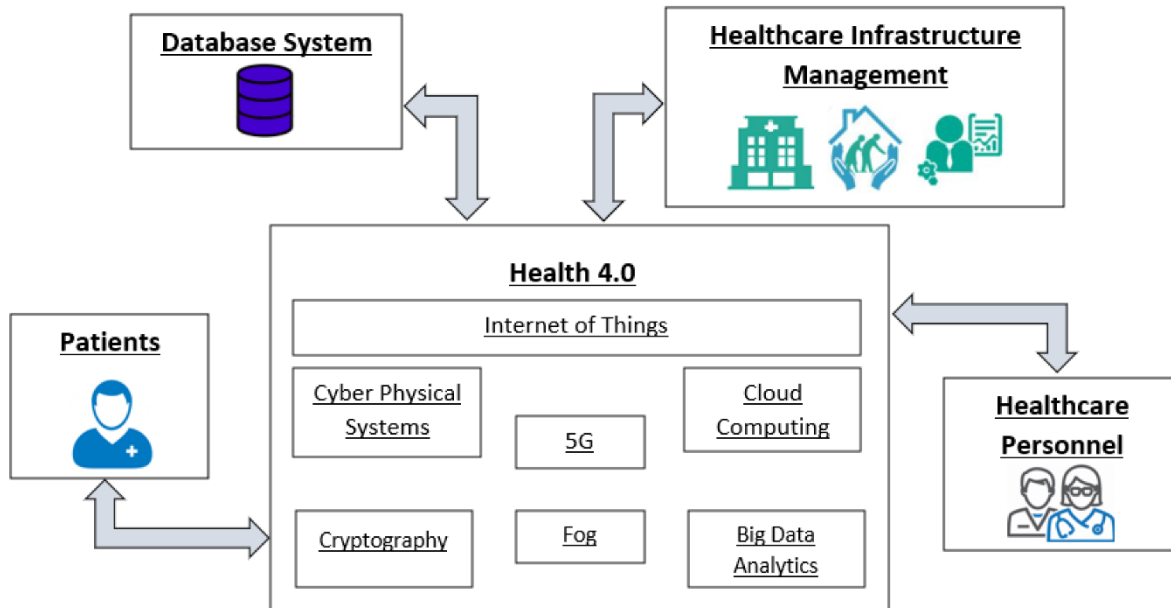 Database System
Healthcare Infrastructure
Management
Health 4.0
Internet of Things
Patients
Cyber Physical
Systems
5G
Cloud
Computing
Healthcare
Personnel
Cryptography
Fog
Big Data
Analytics